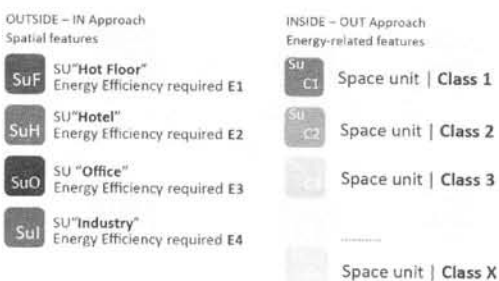 OUTSIDE – IN Approach
Spatial features
SuF
SU"Hot Floor"
Energy Efficiency required E1
SuH
SU"Hotel"
Energy Efficiency required E2
SuO
SU "Office"
Energy Efficiency required E3
SuI
SU"Industry"
Energy Efficiency required E4
INSIDE – OUT Approach
Energy-related features
Su
C1
Space unit | Class 1
Su
C2
Space unit | Class 2
C3
Space unit | Class 3
............
Space unit | Class X